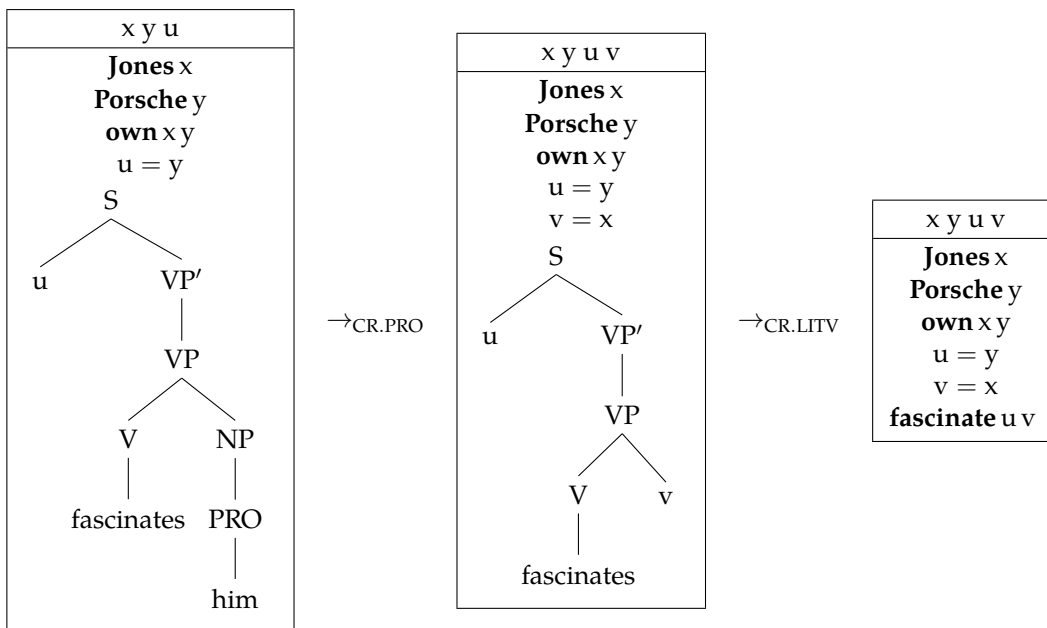 x y u
Jones x
Porsche y
own x y
u = y
S
u VP′
VP
V NP
fascinates PRO
him
→CR.PRO
x y u v
Jones x
Porsche y
own x y
u = y
v = x
S
u VP′
VP
V v
fascinates
→CR.LITV
x y u v
Jones x
Porsche y
own x y
u = y
v = x
fascinate u v